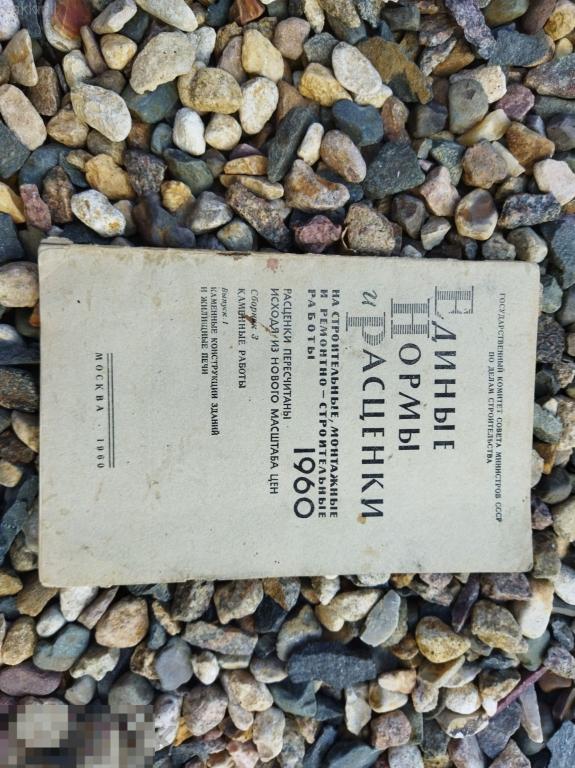 ГОСУДАРСТВЕННЫЙ КОМИТЕТ СОВЕТА МИНИСТРОВ СССР
ПО ДЕЛАМ СТРОИТЕЛЬСТВА
ЕДИНЫЕ
НОРМЫ
и РАСЦЕНКИ
НА СТРОИТЕЛЬНЫЕ, МОНТАЖНЫЕ
И РЕМОНТНО-СТРОИТЕЛЬНЫЕ
РАБОТЫ
1960
РАСЦЕНКИ ПЕРЕСЧИТАНЫ
ИСХОДЯ ИЗ НОВОГО МАСШТАБА ЦЕН
Сборник 3
КАМЕННЫЕ РАБОТЫ
Выпуск 1
КАМЕННЫЕ КОНСТРУКЦИИ ЗДАНИЙ
И ЖИЛИЩНЫЕ ПЕЧИ
МОСКВА · 1960